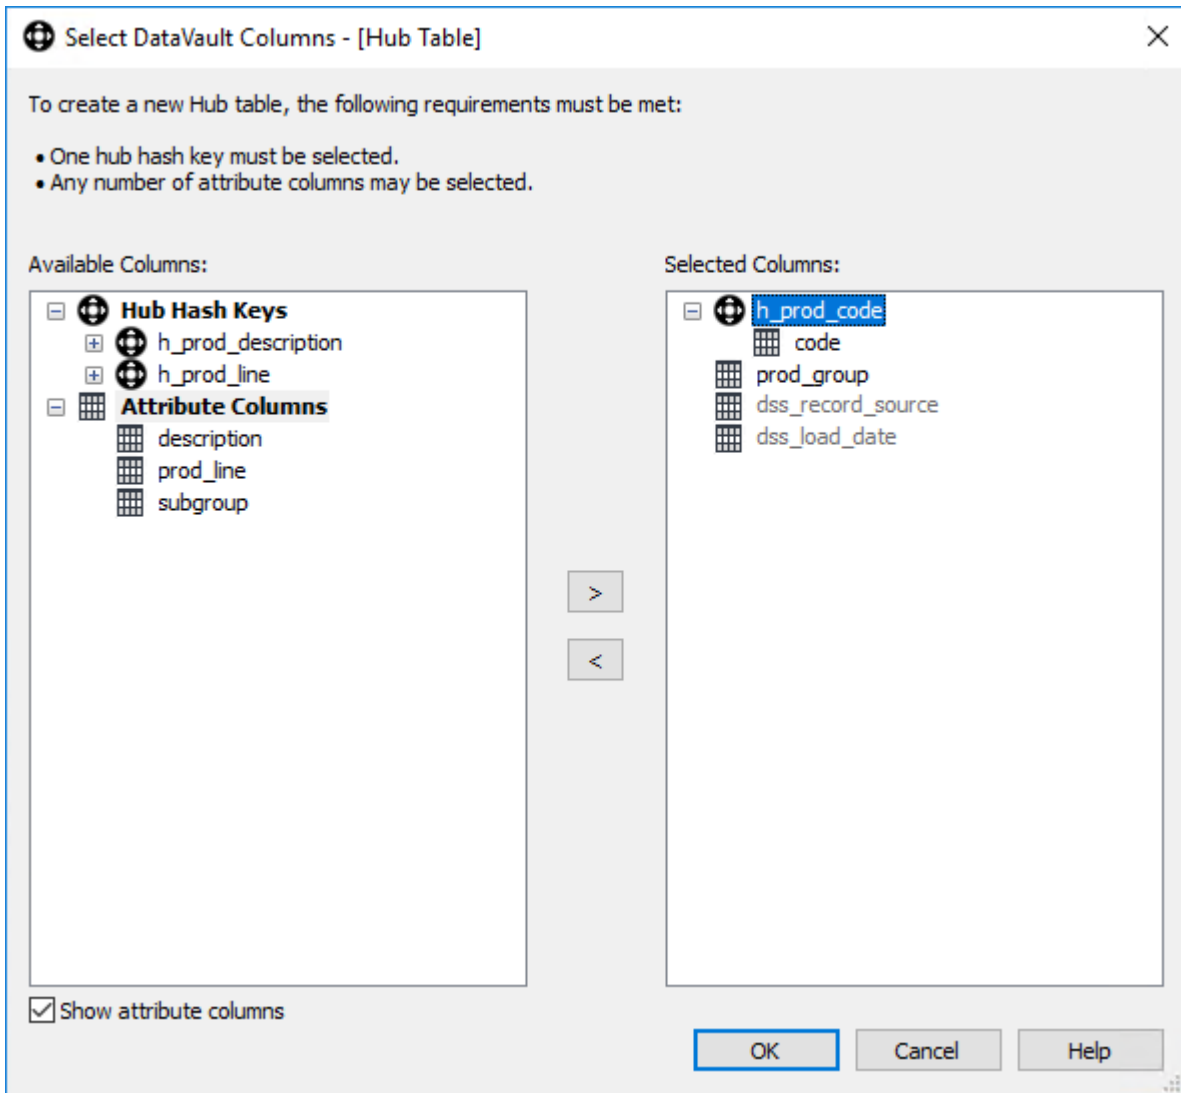 Select DataVault Columns - [Hub Table]
To create a new Hub table, the following requirements must be met:
• One hub hash key must be selected.
• Any number of attribute columns may be selected.
Available Columns:
Hub Hash Keys
h_prod_description
h_prod_line
Attribute Columns
description
prod_line
subgroup
Show attribute columns
>
<
Selected Columns:
h_prod_code
code
prod_group
dss_record_source
dss_load_date
OK
Cancel
Help